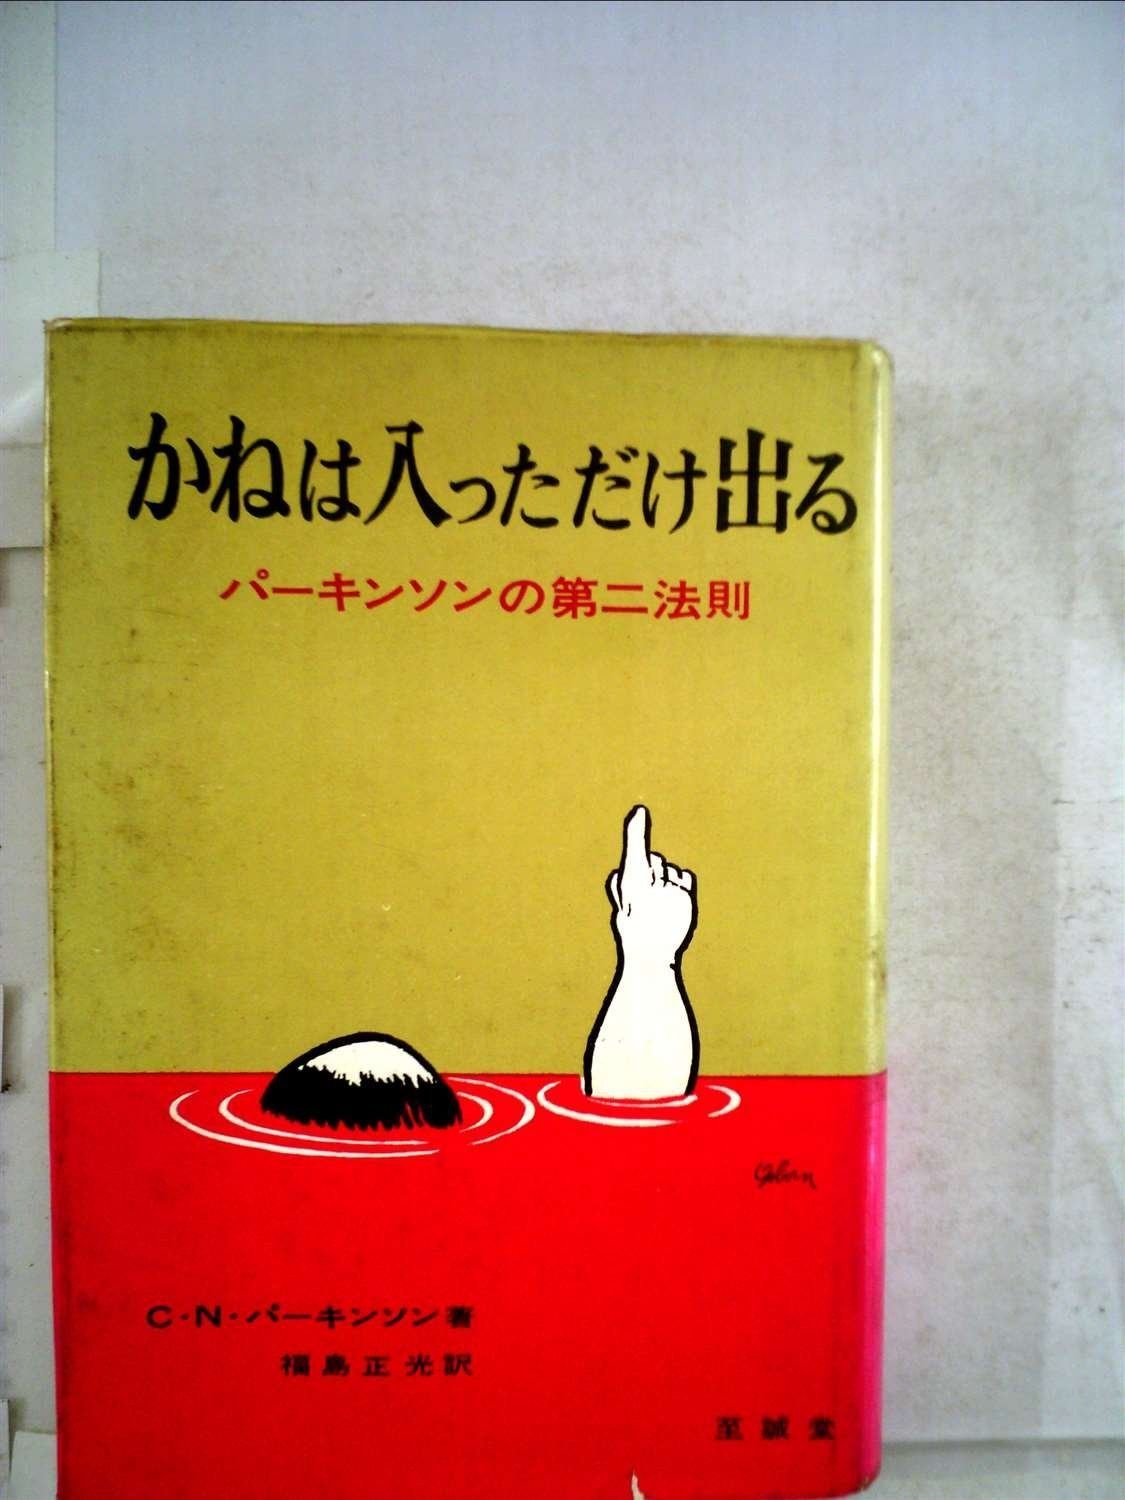 かねは入っただけ出る
パーキンソンの第二法則
Osborn
C・N・パーキンソン著
福島正光訳
至誠堂